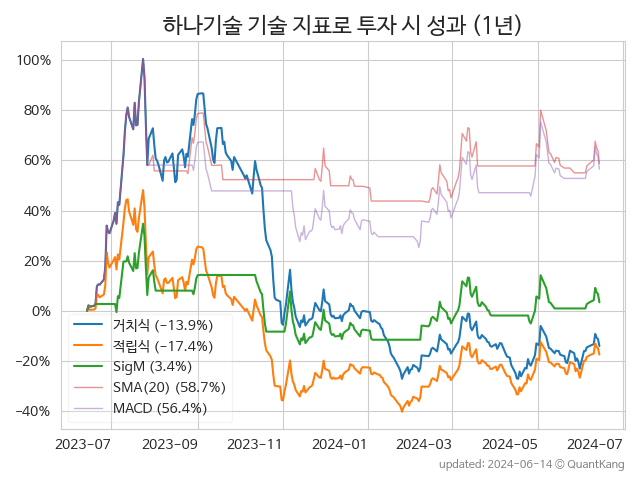 하나기술 기술 지표로 투자 시 성과 (1년)
100%
80%
60%
40%
20%
0%
−20%
−40%
거치식 (−13.9%)
적립식 (−17.4%)
SigM (3.4%)
SMA(20) (58.7%)
MACD (56.4%)
2023−07 2023−09 2023−11 2024−01 2024−03 2024−05 2024−07
updated: 2024−06−14 ⓒ QuantKang